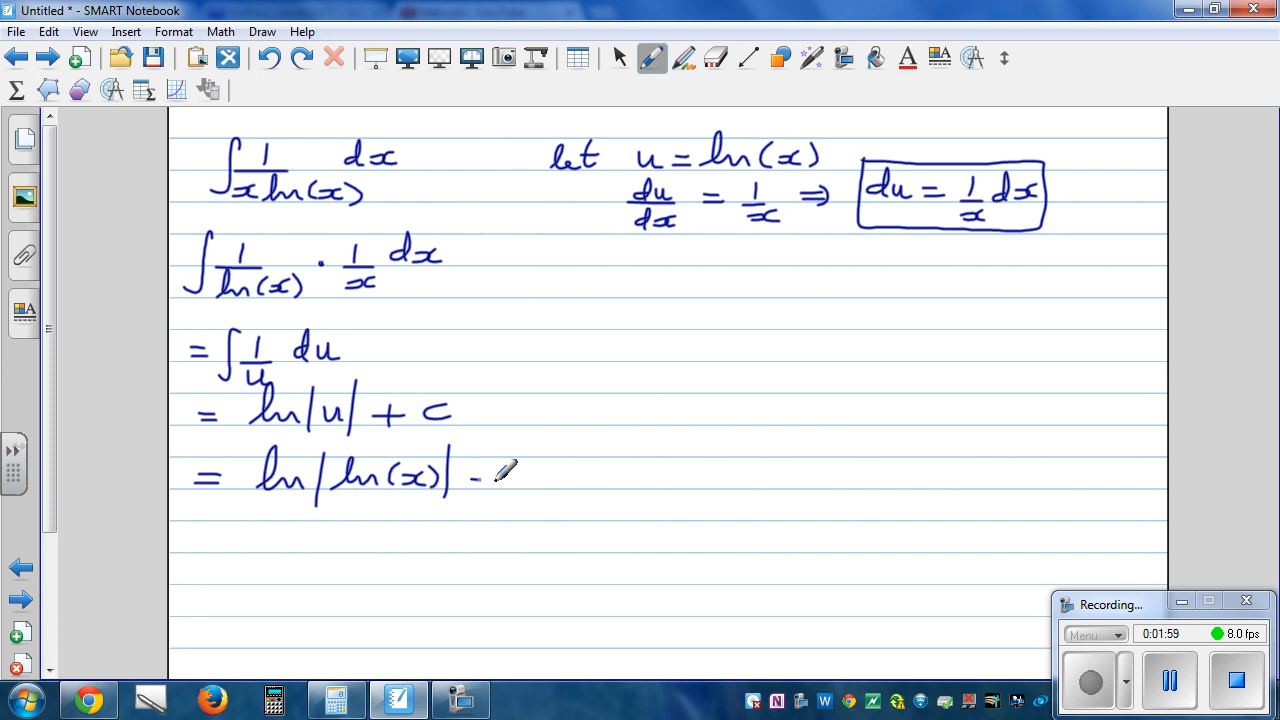 Untitled * - SMART Notebook
File Edit View Insert Format Math Draw Help
∫ 1/(x ln(x)) dx
let u = ln(x)
du/dx = 1/x ⇒ du = 1/x dx
∫ 1/ln(x) · 1/x dx
= ∫ 1/u du
= ln|u| + c
= ln|ln(x)| -
Recording...
Menu 0:01:59 8.0 fps